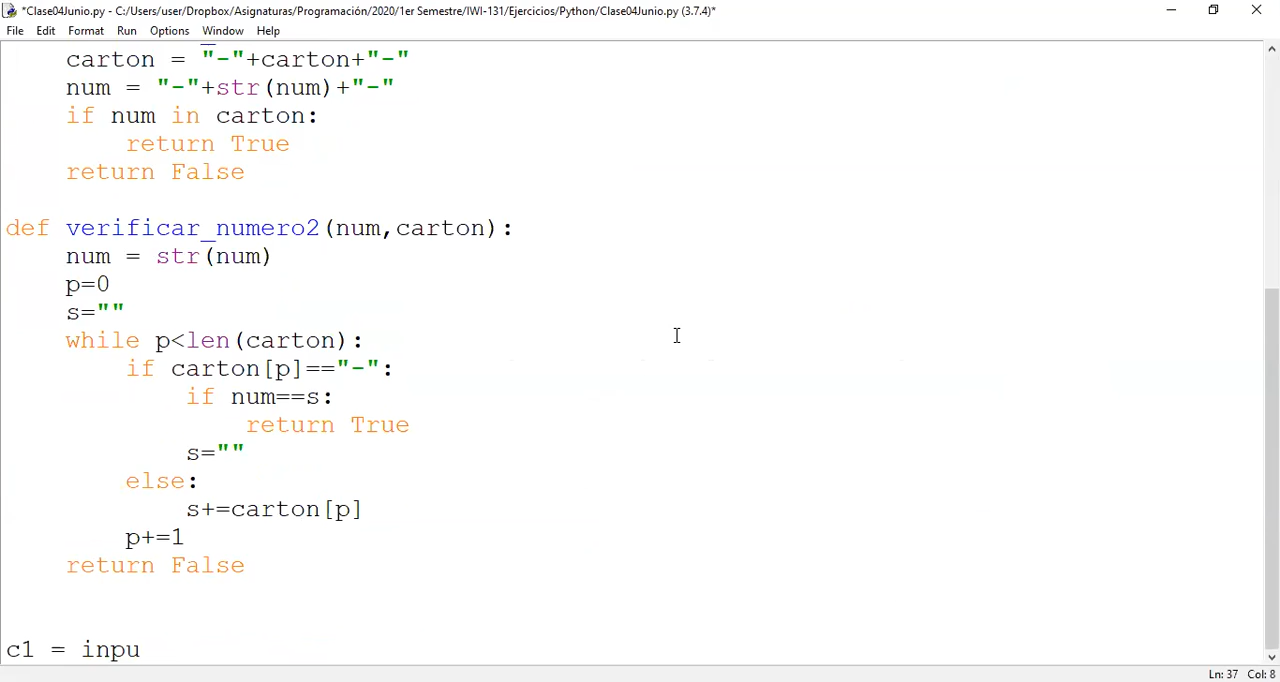 *Clase04Junio.py - C:/Users/user/Dropbox/Asignaturas/Programación/2020/1er Semestre/IWI-131/Ejercicios/Python/Clase04Junio.py (3.7.4)*
File Edit Format Run Options Window Help
    carton = "-"+carton+"-"
    num = "-"+str(num)+"-"
    if num in carton:
        return True
    return False

def verificar_numero2(num,carton):
    num = str(num)
    p=0
    s=""
    while p<len(carton):
        if carton[p]=="-":
            if num==s:
                return True
            s=""
        else:
            s+=carton[p]
        p+=1
    return False


c1 = inpu
Ln: 37 Col: 8